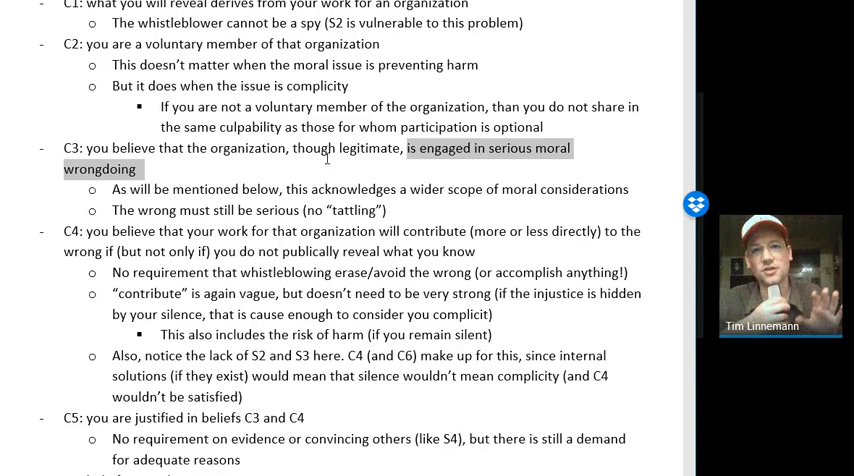 - C1: what you will reveal derives from your work for an organization
o The whistleblower cannot be a spy (S2 is vulnerable to this problem)
- C2: you are a voluntary member of that organization
o This doesn’t matter when the moral issue is preventing harm
o But it does when the issue is complicity
▪ If you are not a voluntary member of the organization, than you do not share in
the same culpability as those for whom participation is optional
- C3: you believe that the organization, though legitimate, is engaged in serious moral
wrongdoing
o As will be mentioned below, this acknowledges a wider scope of moral considerations
o The wrong must still be serious (no “tattling”)
- C4: you believe that your work for that organization will contribute (more or less directly) to the
wrong if (but not only if) you do not publically reveal what you know
o No requirement that whistleblowing erase/avoid the wrong (or accomplish anything!)
o “contribute” is again vague, but doesn’t need to be very strong (if the injustice is hidden
by your silence, that is cause enough to consider you complicit)
▪ This also includes the risk of harm (if you remain silent)
o Also, notice the lack of S2 and S3 here. C4 (and C6) make up for this, since internal
solutions (if they exist) would mean that silence wouldn’t mean complicity (and C4
wouldn’t be satisfied)
- C5: you are justified in beliefs C3 and C4
o No requirement on evidence or convincing others (like S4), but there is still a demand
for adequate reasons
Tim Linnemann